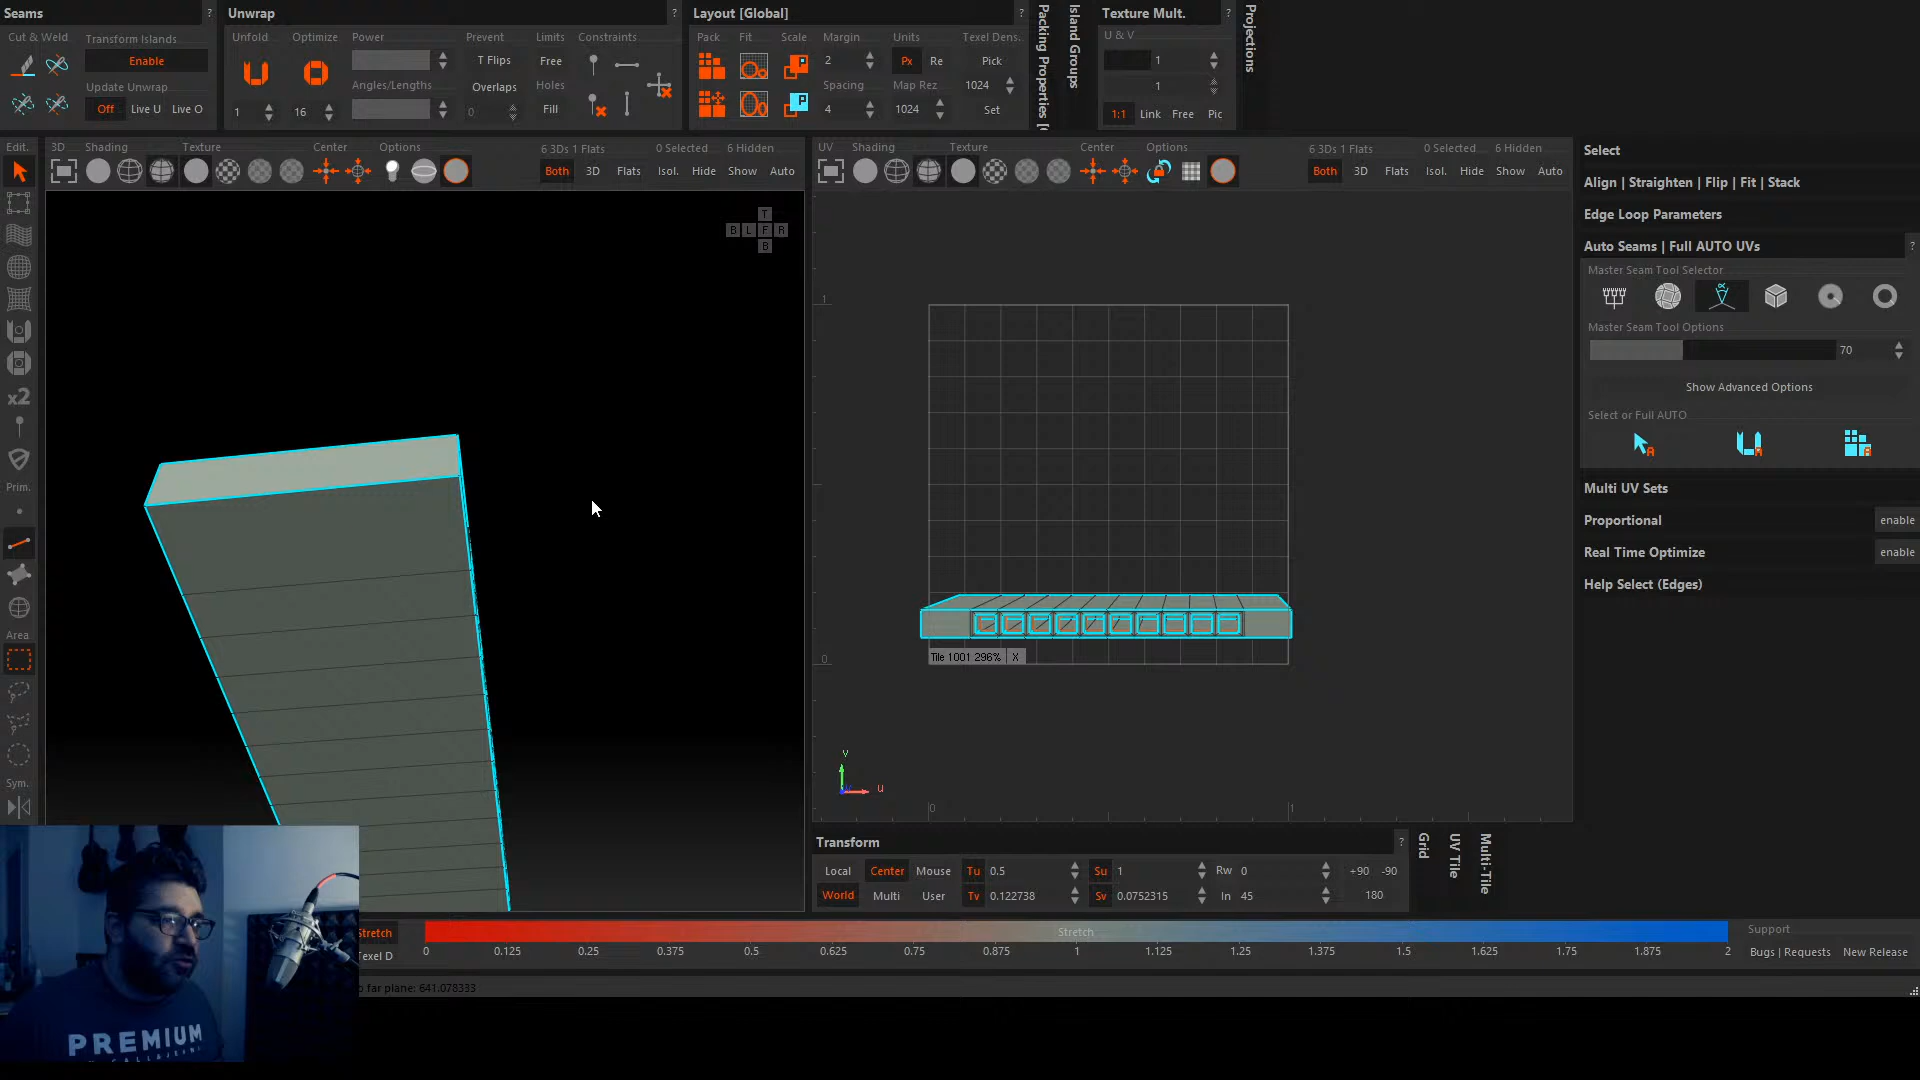 Seams ? Unwrap ? Layout [Global] ? Texture Mult. ?
Cut & Weld Transform Islands Unfold Optimize Power Prevent Limits Constraints Pack Fit Scale Margin Units Texel Dens. U & V
Enable T Flips Free 2 Px Re Pick 1
Update Unwrap Angles/Lengths Overlaps Holes Spacing Map Rez 1024 1
Off Live U Live O 1 16 0 Fill 4 1024 Set 1:1 Link Free Pic
Packing Properties [
Island Groups
Projections
Edit. 3D Shading Texture Center Options 6 3Ds 1 Flats 0 Selected 6 Hidden
Both 3D Flats Isol. Hide Show Auto
UV Shading Texture Center Options 6 3Ds 1 Flats 0 Selected 6 Hidden
Both 3D Flats Isol. Hide Show Auto
T
B L F R
B
x2
Prim.
Area
Sym.
1
0
Tile 1001 296% X
V
u
0 1
Select
Align | Straighten | Flip | Fit | Stack
Edge Loop Parameters
Auto Seams | Full AUTO UVs ?
Master Seam Tool Selector
Master Seam Tool Options
70
Show Advanced Options
Select or Full AUTO
A A A
Multi UV Sets
Proportional enable
Real Time Optimize enable
Help Select (Edges)
Transform ?
Local Center Mouse Tu 0.5 Su 1 Rw 0 +90 -90
World Multi User Tv 0.122738 Sv 0.0752315 In 45 180
Grid
UV Tile
Multi-Tile
Stretch Stretch Support
exel D 0 0.125 0.25 0.375 0.5 0.625 0.75 0.875 1 1.125 1.25 1.375 1.5 1.625 1.75 1.875 2 Bugs | Requests New Release
o far plane: 641.078333
PREMIUM